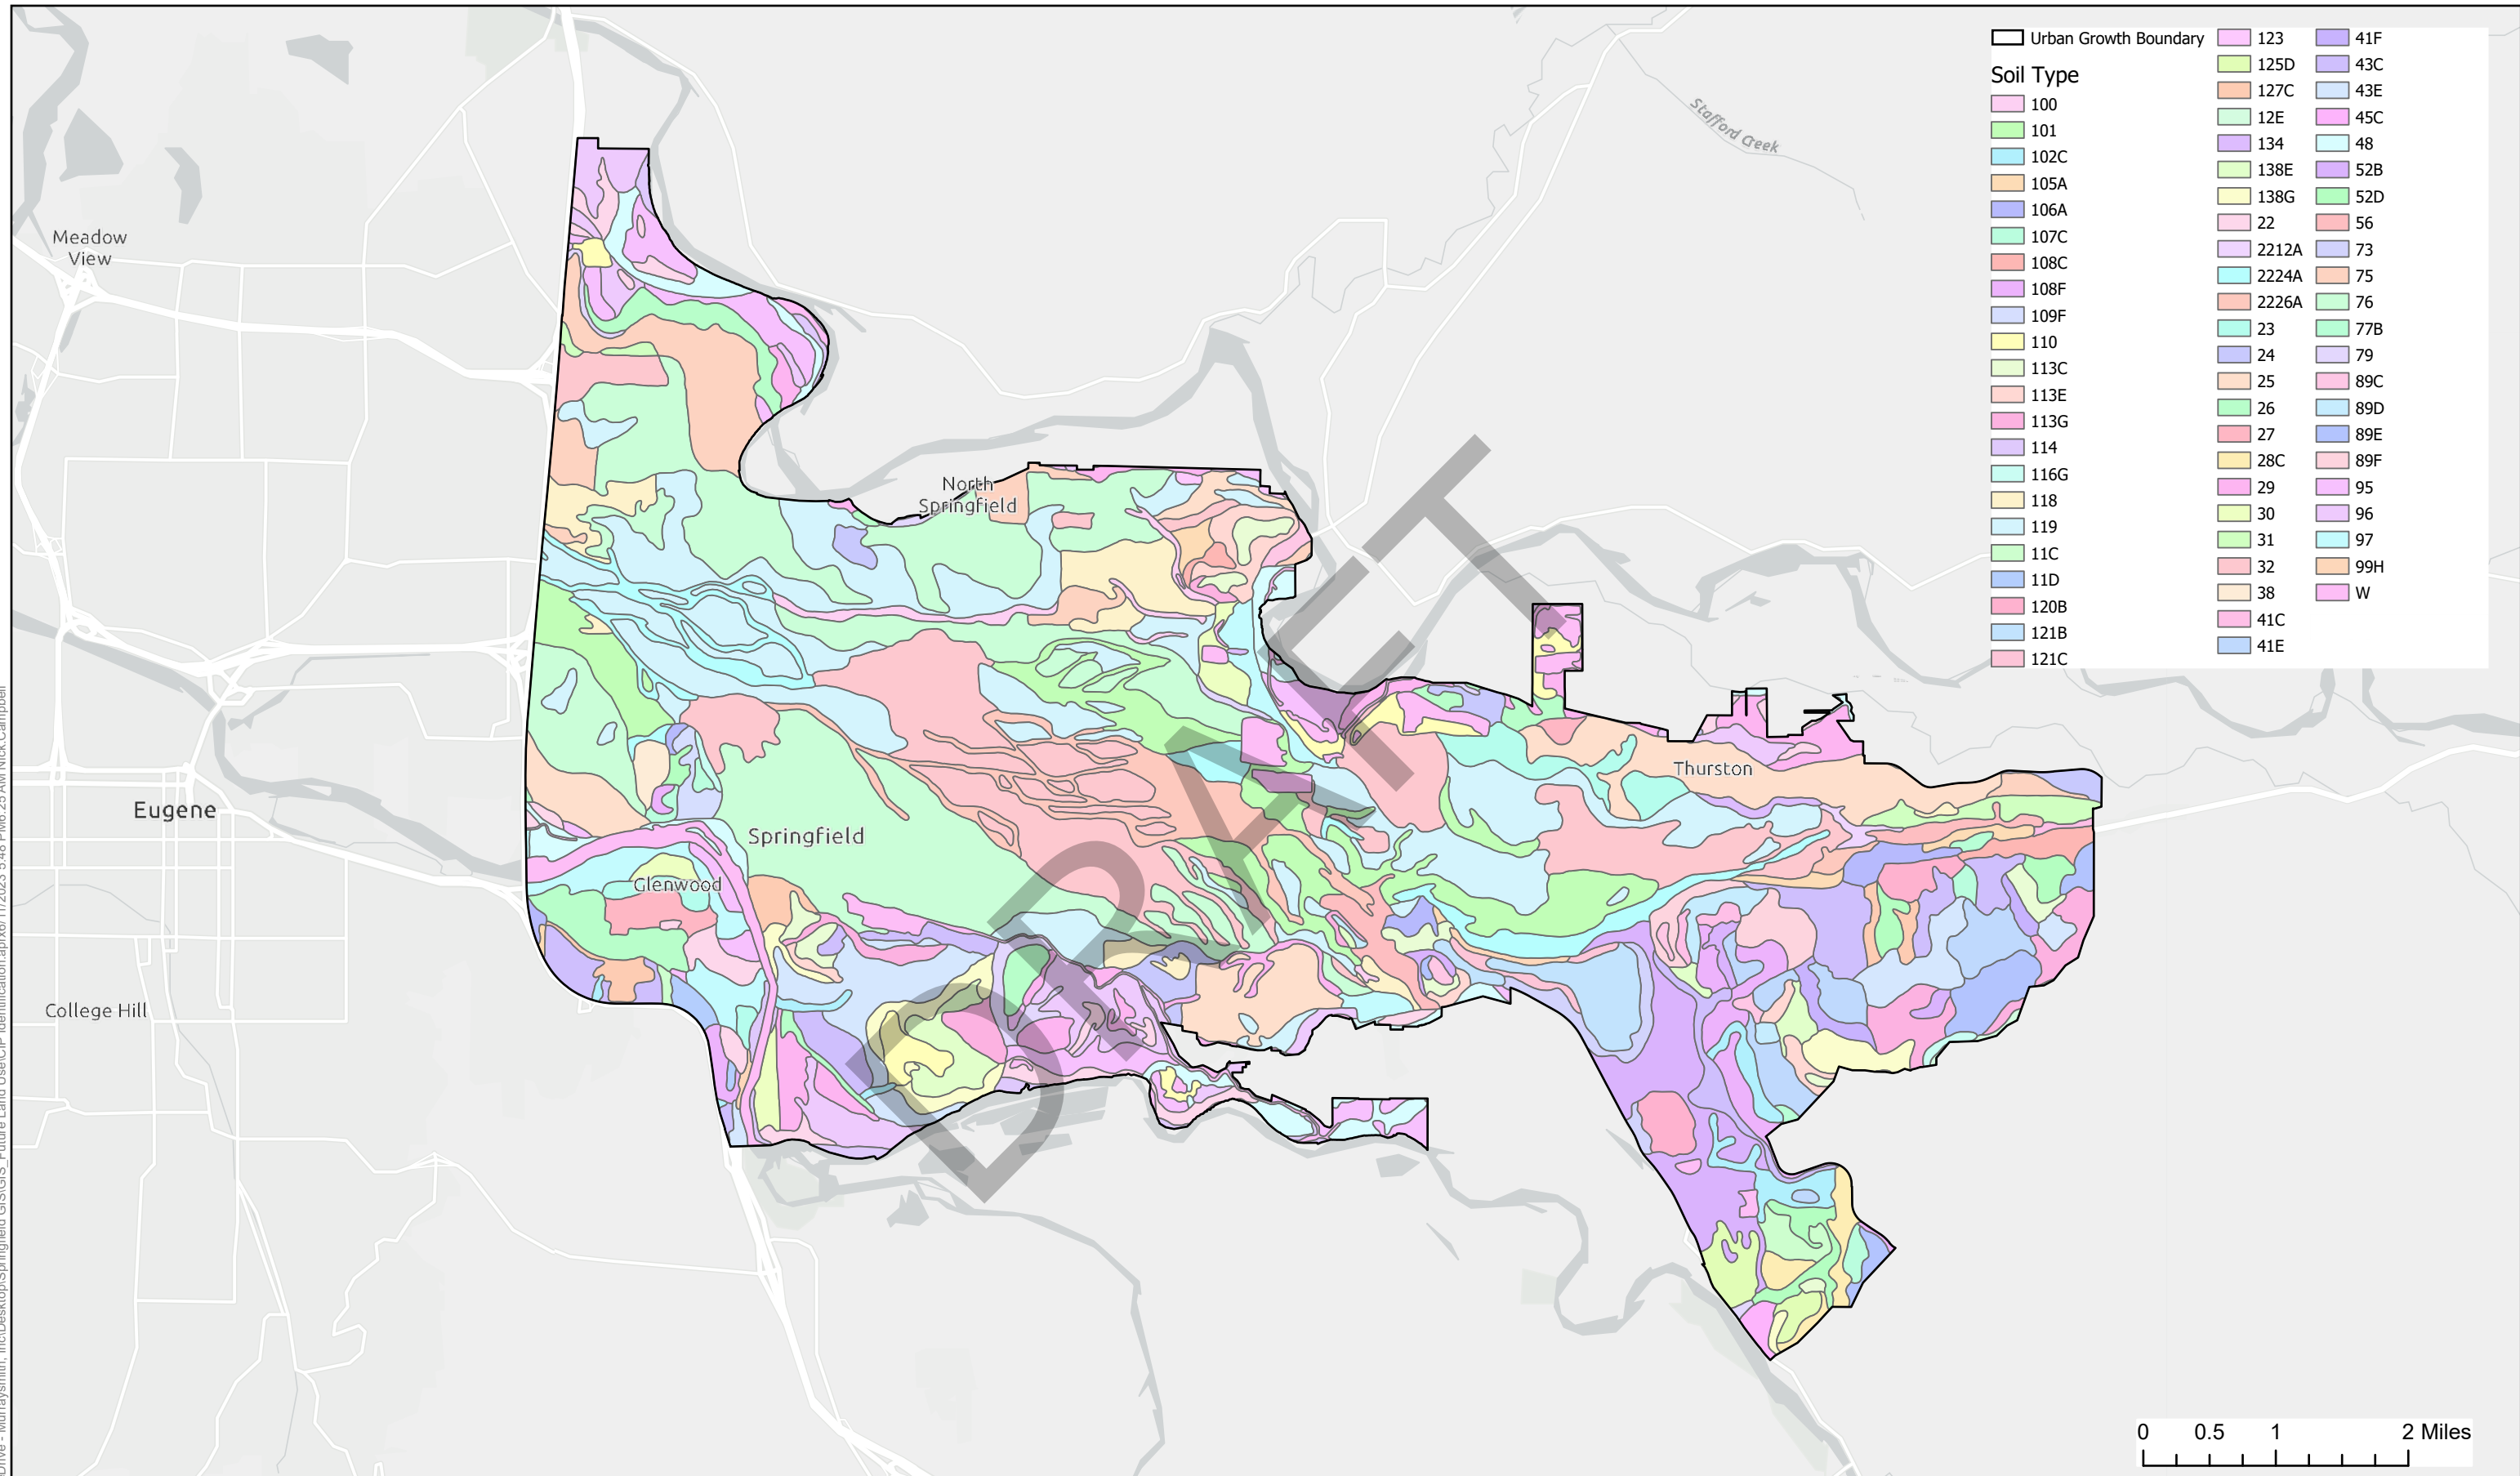 Urban Growth Boundary
Soil Type
100
101
102C
105A
106A
107C
108C
108F
109F
110
113C
113E
113G
114
116G
118
119
11C
11D
120B
121B
121C
123
125D
127C
12E
134
138E
138G
22
2212A
2224A
2226A
23
24
25
26
27
28C
29
30
31
32
38
41C
41E
41F
43C
43E
45C
48
52B
52D
56
73
75
76
77B
79
89C
89D
89E
89F
95
96
97
99H
W
Stafford Creek
Meadow
View
North
Springfield
Thurston
Eugene
Springfield
Glenwood
College Hill
DRAFT
0 0.5 1 2 Miles